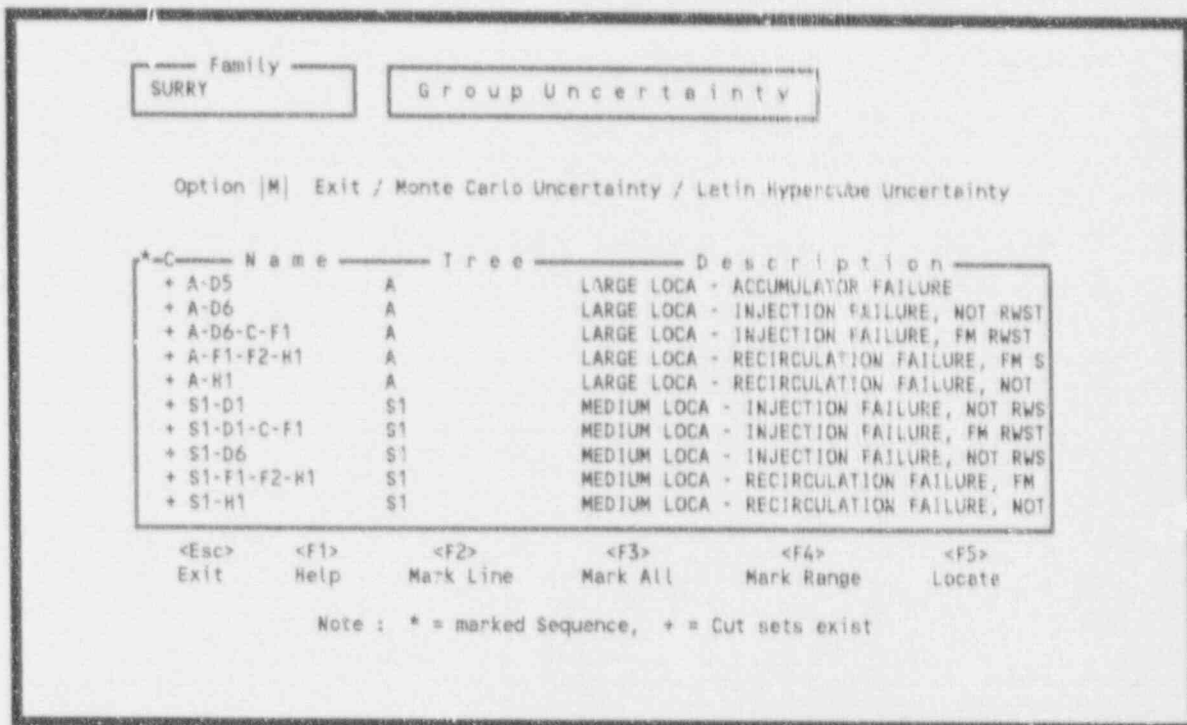 Family
SURRY
Group Uncertainty
Option |M| Exit / Monte Carlo Uncertainty / Latin Hypercube Uncertainty
*-C Name Tree Description
+ A-D5 A LARGE LOCA - ACCUMULATOR FAILURE
+ A-D6 A LARGE LOCA - INJECTION FAILURE, NOT RWST
+ A-D6-C-F1 A LARGE LOCA - INJECTION FAILURE, FM RWST
+ A-F1-F2-H1 A LARGE LOCA - RECIRCULATION FAILURE, FM S
+ A-H1 A LARGE LOCA - RECIRCULATION FAILURE, NOT
+ S1-D1 S1 MEDIUM LOCA - INJECTION FAILURE, NOT RWS
+ S1-D1-C-F1 S1 MEDIUM LOCA - INJECTION FAILURE, FM RWST
+ S1-D6 S1 MEDIUM LOCA - INJECTION FAILURE, NOT RWS
+ S1-F1-F2-H1 S1 MEDIUM LOCA - RECIRCULATION FAILURE, FM
+ S1-H1 S1 MEDIUM LOCA - RECIRCULATION FAILURE, NOT
<Esc> <F1> <F2> <F3> <F4> <F5>
Exit Help Mark Line Mark All Mark Range Locate
Note : * = marked Sequence, + = Cut sets exist